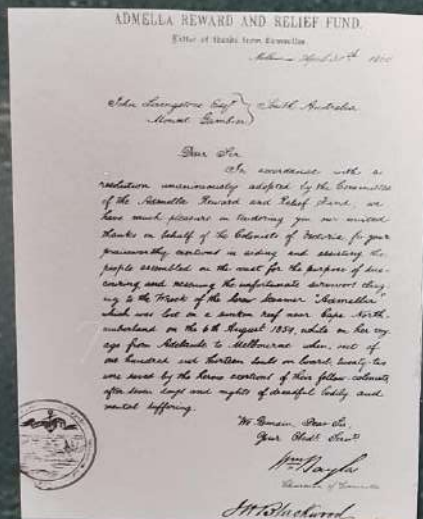 ADMELLA REWARD AND RELIEF FUND.
Letter of thanks from Committee.
Melbourne April 30th 1860
John Livingstone Esqr South Australia
Mount Gambier
Dear Sir
In accordance with a
resolution unanimously adopted by the Committee
of the Admella Reward and Relief Fund, we
have much pleasure in tendering you our united
thanks on behalf of the Colonists of Victoria for your
praiseworthy exertions in aiding and assisting the
people assembled on the coast for the purpose of suc-
couring and rescuing the unfortunate survivors cling-
ing to the Wreck of the Screw Steamer "Admella"
which was lost on a sunken reef near Cape North-
umberland on the 6th August 1859, while on her voy-
age from Adelaide to Melbourne when, out of
one hundred and thirteen souls on board, twenty two
were saved by the heroic exertions of their fellow colonists
after seven days and nights of dreadful bodily and
mental suffering.
We Remain, Dear Sir,
Your Obedt. Servts
Wm Bayles
Chairman of Committee
J H Blackwood